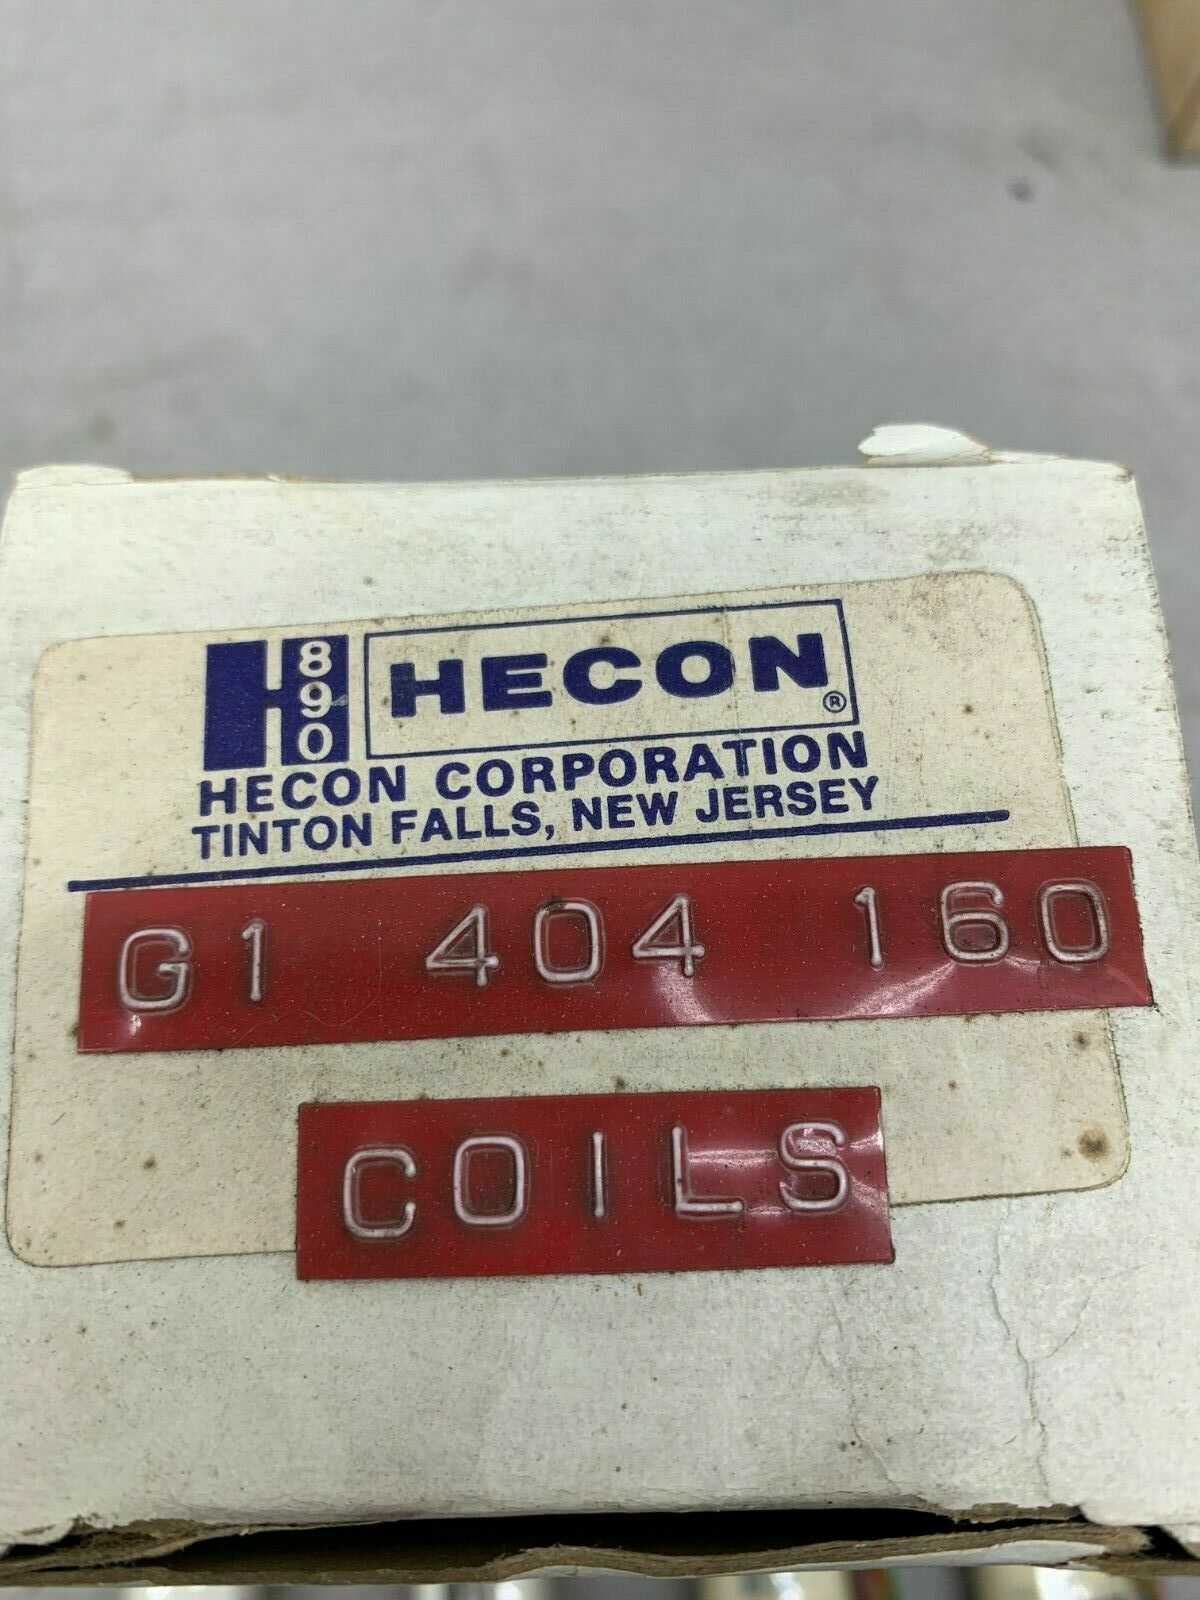 H 890 HECON®
HECON CORPORATION
TINTON FALLS, NEW JERSEY
G1 404 160
COILS